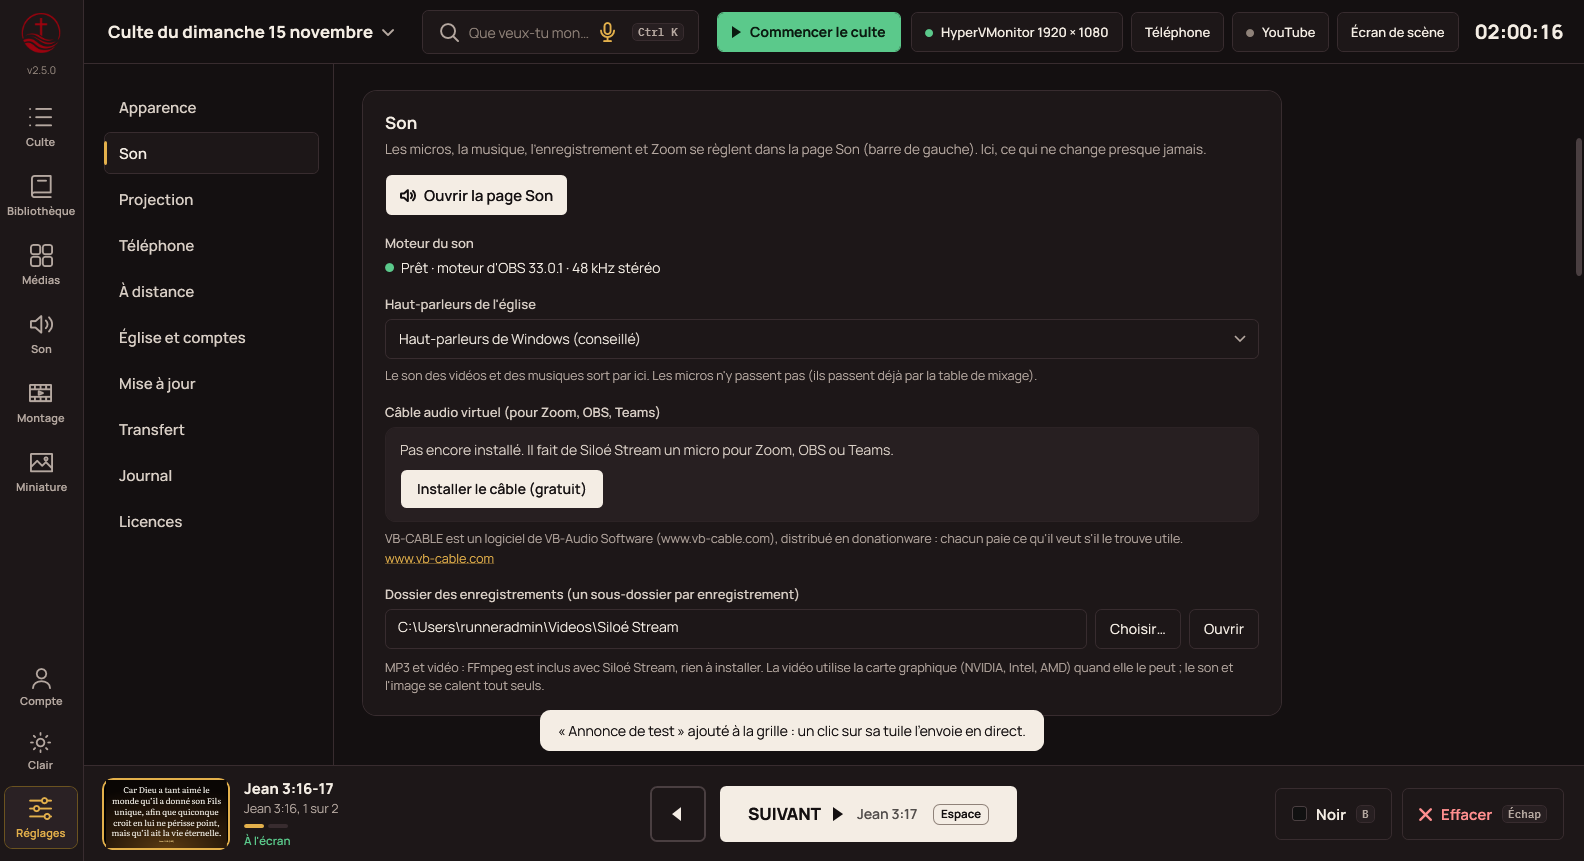 Culte du dimanche 15 novembre
Que veux-tu mon...
Ctrl K
Commencer le culte
HyperVMonitor 1920 × 1080
Téléphone
YouTube
Écran de scène
02:00:16
v2.5.0
Culte
Bibliothèque
Médias
Son
Montage
Miniature
Compte
Clair
Réglages
Apparence
Son
Projection
Téléphone
À distance
Église et comptes
Mise à jour
Transfert
Journal
Licences
Son
Les micros, la musique, l'enregistrement et Zoom se règlent dans la page Son (barre de gauche). Ici, ce qui ne change presque jamais.
Ouvrir la page Son
Moteur du son
Prêt · moteur d'OBS 33.0.1 · 48 kHz stéréo
Haut-parleurs de l'église
Haut-parleurs de Windows (conseillé)
Le son des vidéos et des musiques sort par ici. Les micros n'y passent pas (ils passent déjà par la table de mixage).
Câble audio virtuel (pour Zoom, OBS, Teams)
Pas encore installé. Il fait de Siloé Stream un micro pour Zoom, OBS ou Teams.
Installer le câble (gratuit)
VB-CABLE est un logiciel de VB-Audio Software (www.vb-cable.com), distribué en donationware : chacun paie ce qu'il veut s'il le trouve utile.
www.vb-cable.com
Dossier des enregistrements (un sous-dossier par enregistrement)
C:\Users\runneradmin\Videos\Siloé Stream
Choisir...
Ouvrir
MP3 et vidéo : FFmpeg est inclus avec Siloé Stream, rien à installer. La vidéo utilise la carte graphique (NVIDIA, Intel, AMD) quand elle le peut ; le son et
l'image se calent tout seuls.
« Annonce de test » ajouté à la grille : un clic sur sa tuile l'envoie en direct.
Car Dieu a tant aimé le
monde qu'il a donné son Fils
unique, afin que quiconque
croit en lui ne périsse point,
mais qu'il ait la vie éternelle.
Jean 3:16-17
Jean 3:16, 1 sur 2
À l'écran
SUIVANT
Jean 3:17
Espace
Noir
B
Effacer
Échap